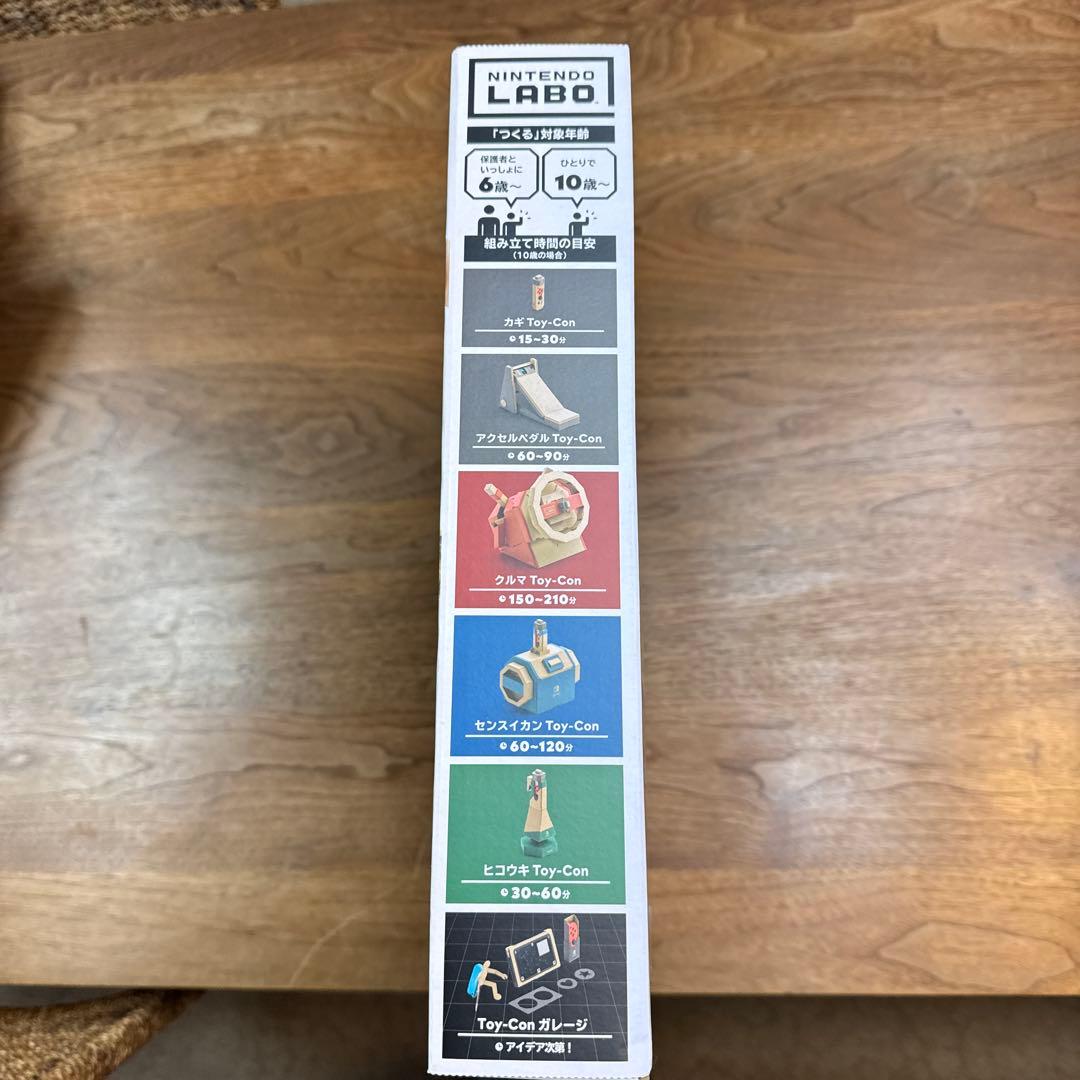 NINTENDO
LABO™
「つくる」対象年齢
保護者と
いっしょに
6歳〜
ひとりで
10歳〜
組み立て時間の目安
(10歳の場合)
カギ Toy-Con
15〜30分
アクセルペダル Toy-Con
60〜90分
クルマ Toy-Con
150〜210分
センスイカン Toy-Con
60〜120分
ヒコウキ Toy-Con
30〜60分
Toy-Con ガレージ
アイデア次第!